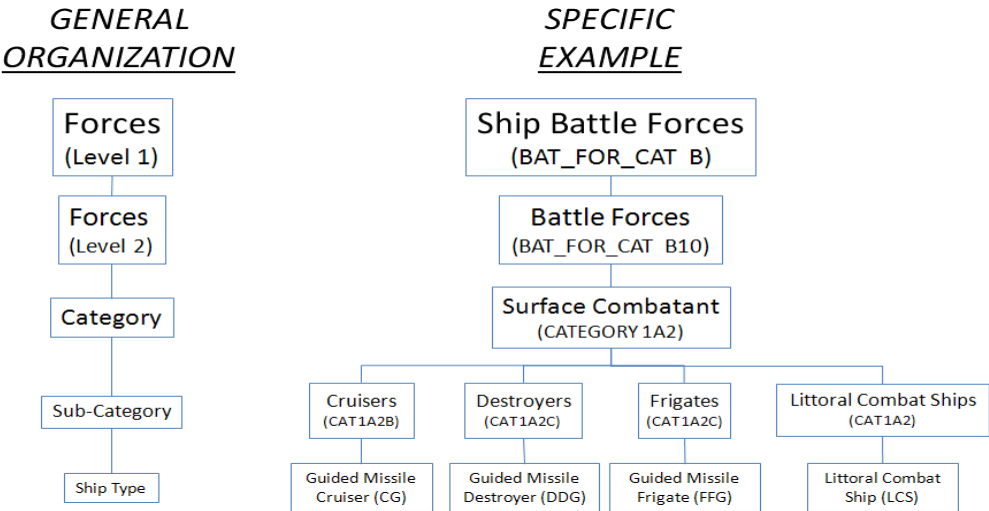 GENERAL
ORGANIZATION
Forces
(Level 1)
Forces
(Level 2)
Category
Sub-Category
Ship Type
SPECIFIC
EXAMPLE
Ship Battle Forces
(BAT_FOR_CAT B)
Battle Forces
(BAT_FOR_CAT B10)
Surface Combatant
(CATEGORY 1A2)
Cruisers
(CAT1A2B)
Destroyers
(CAT1A2C)
Frigates
(CAT1A2C)
Littoral Combat Ships
(CAT1A2)
Guided Missile
Cruiser (CG)
Guided Missile
Destroyer (DDG)
Guided Missile
Frigate (FFG)
Littoral Combat
Ship (LCS)